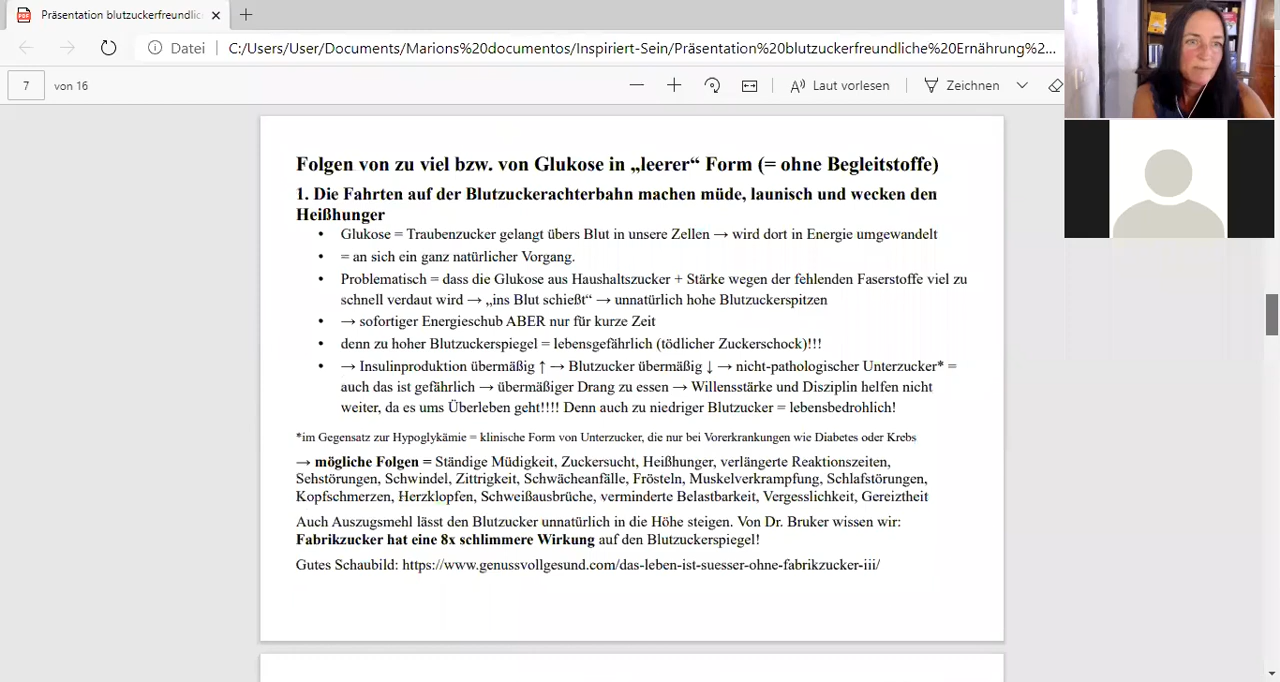 Präsentation blutzuckerfreundlic
Datei
C:/Users/User/Documents/Marions%20documentos/Inspiriert-Sein/Präsentation%20blutzuckerfreundliche%20Ernährung%2...
7
von 16
Laut vorlesen
Zeichnen
Folgen von zu viel bzw. von Glukose in „leerer“ Form (= ohne Begleitstoffe)
1. Die Fahrten auf der Blutzuckerachterbahn machen müde, launisch und wecken den
Heißhunger
• Glukose = Traubenzucker gelangt übers Blut in unsere Zellen → wird dort in Energie umgewandelt
• = an sich ein ganz natürlicher Vorgang.
• Problematisch = dass die Glukose aus Haushaltszucker + Stärke wegen der fehlenden Faserstoffe viel zu
schnell verdaut wird → „ins Blut schießt“ → unnatürlich hohe Blutzuckerspitzen
• → sofortiger Energieschub ABER nur für kurze Zeit
• denn zu hoher Blutzuckerspiegel = lebensgefährlich (tödlicher Zuckerschock)!!!
• → Insulinproduktion übermäßig ↑ → Blutzucker übermäßig ↓ → nicht-pathologischer Unterzucker* =
auch das ist gefährlich → übermäßiger Drang zu essen → Willensstärke und Disziplin helfen nicht
weiter, da es ums Überleben geht!!!! Denn auch zu niedriger Blutzucker = lebensbedrohlich!
*im Gegensatz zur Hypoglykämie = klinische Form von Unterzucker, die nur bei Vorerkrankungen wie Diabetes oder Krebs
→ mögliche Folgen = Ständige Müdigkeit, Zuckersucht, Heißhunger, verlängerte Reaktionszeiten,
Sehstörungen, Schwindel, Zittrigkeit, Schwächeanfälle, Frösteln, Muskelverkrampfung, Schlafstörungen,
Kopfschmerzen, Herzklopfen, Schweißausbrüche, verminderte Belastbarkeit, Vergesslichkeit, Gereiztheit
Auch Auszugsmehl lässt den Blutzucker unnatürlich in die Höhe steigen. Von Dr. Bruker wissen wir:
Fabrikzucker hat eine 8x schlimmere Wirkung auf den Blutzuckerspiegel!
Gutes Schaubild: https://www.genussvollgesund.com/das-leben-ist-suesser-ohne-fabrikzucker-iii/